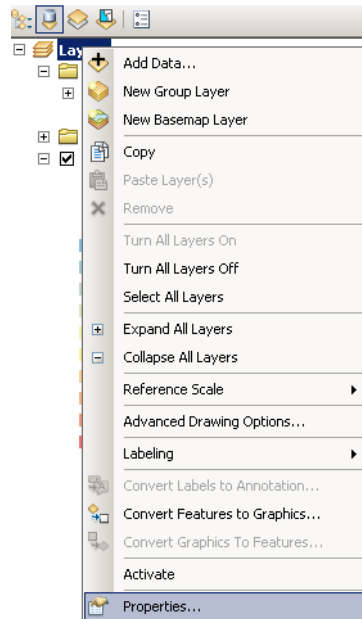 Lay
Add Data...
New Group Layer
New Basemap Layer
Copy
Paste Layer(s)
Remove
Turn All Layers On
Turn All Layers Off
Select All Layers
Expand All Layers
Collapse All Layers
Reference Scale
Advanced Drawing Options...
Labeling
Convert Labels to Annotation...
Convert Features to Graphics...
Convert Graphics To Features...
Activate
Properties...